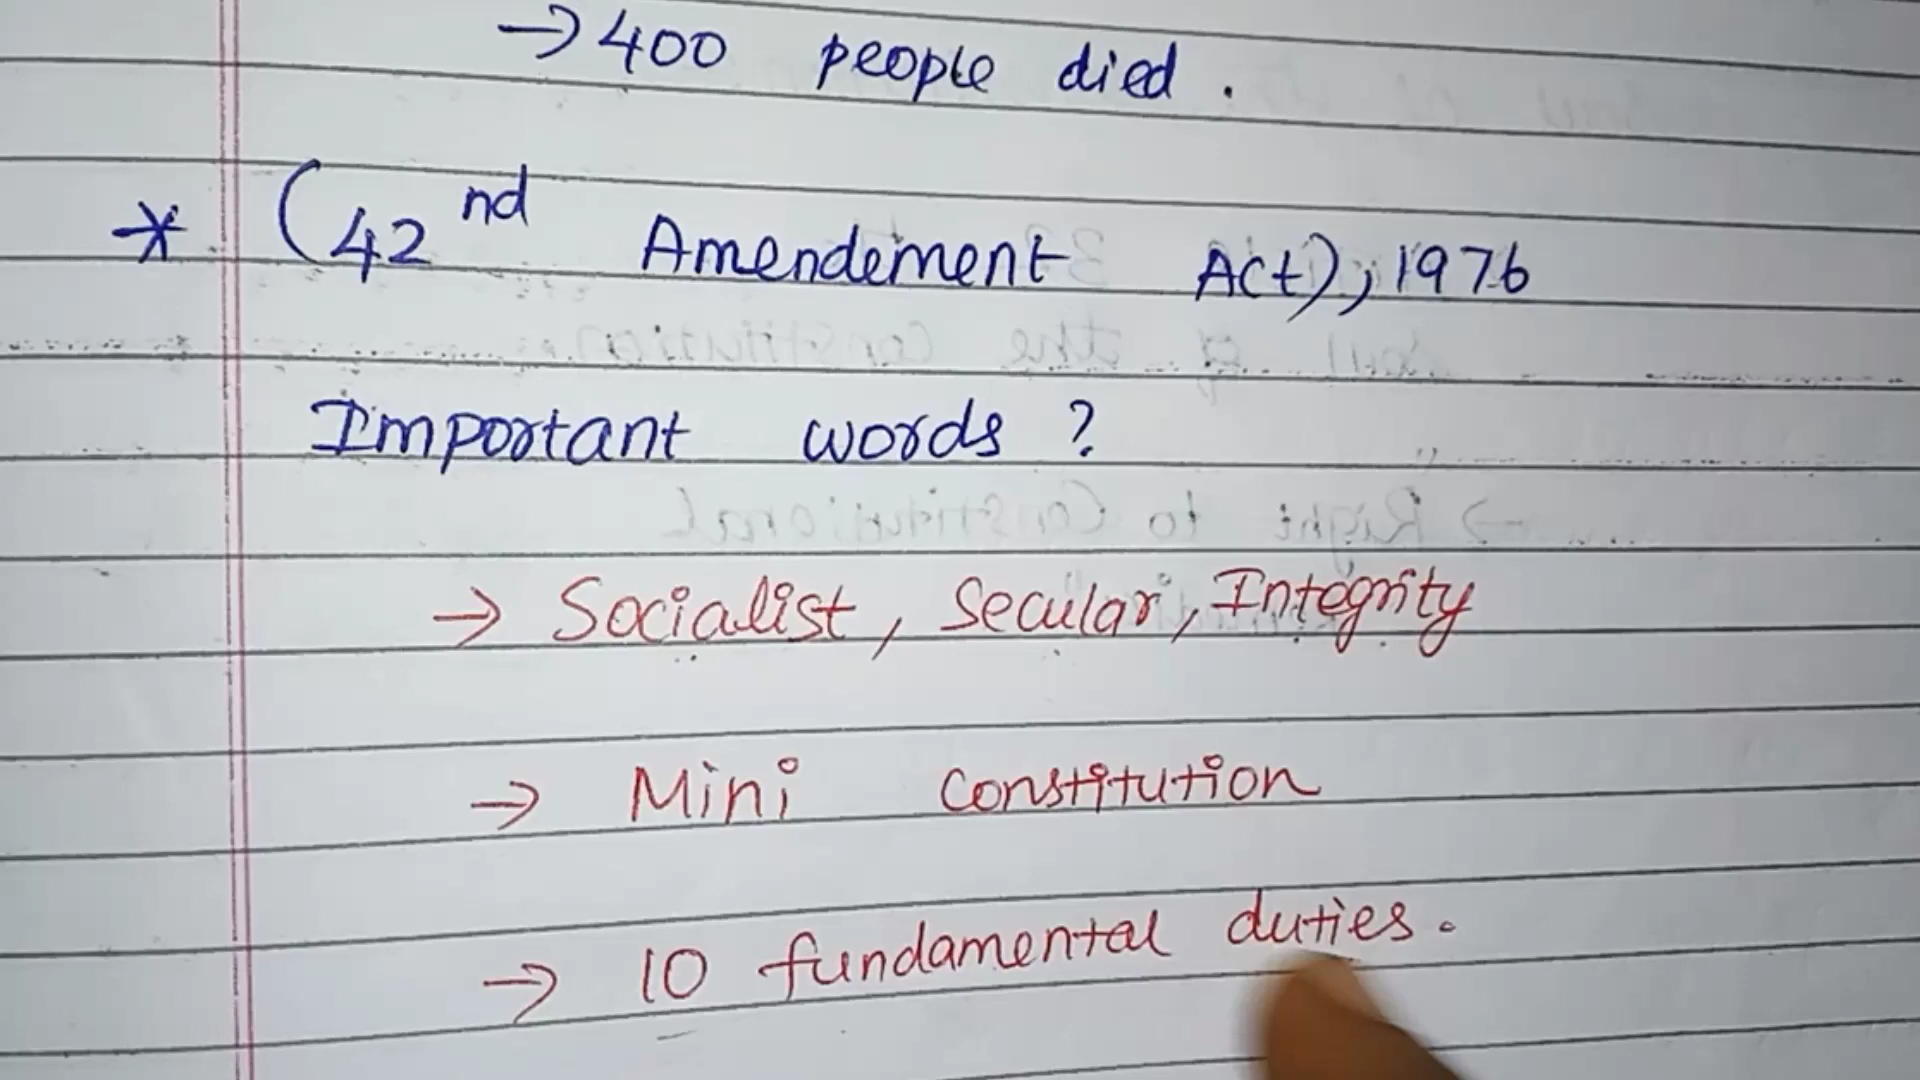 → 400 people died.
* (42nd Amendement Act), 1976
Important words ?
→ Socialist, Secular, Integrity
→ Mini Constitution
→ 10 fundamental duties.